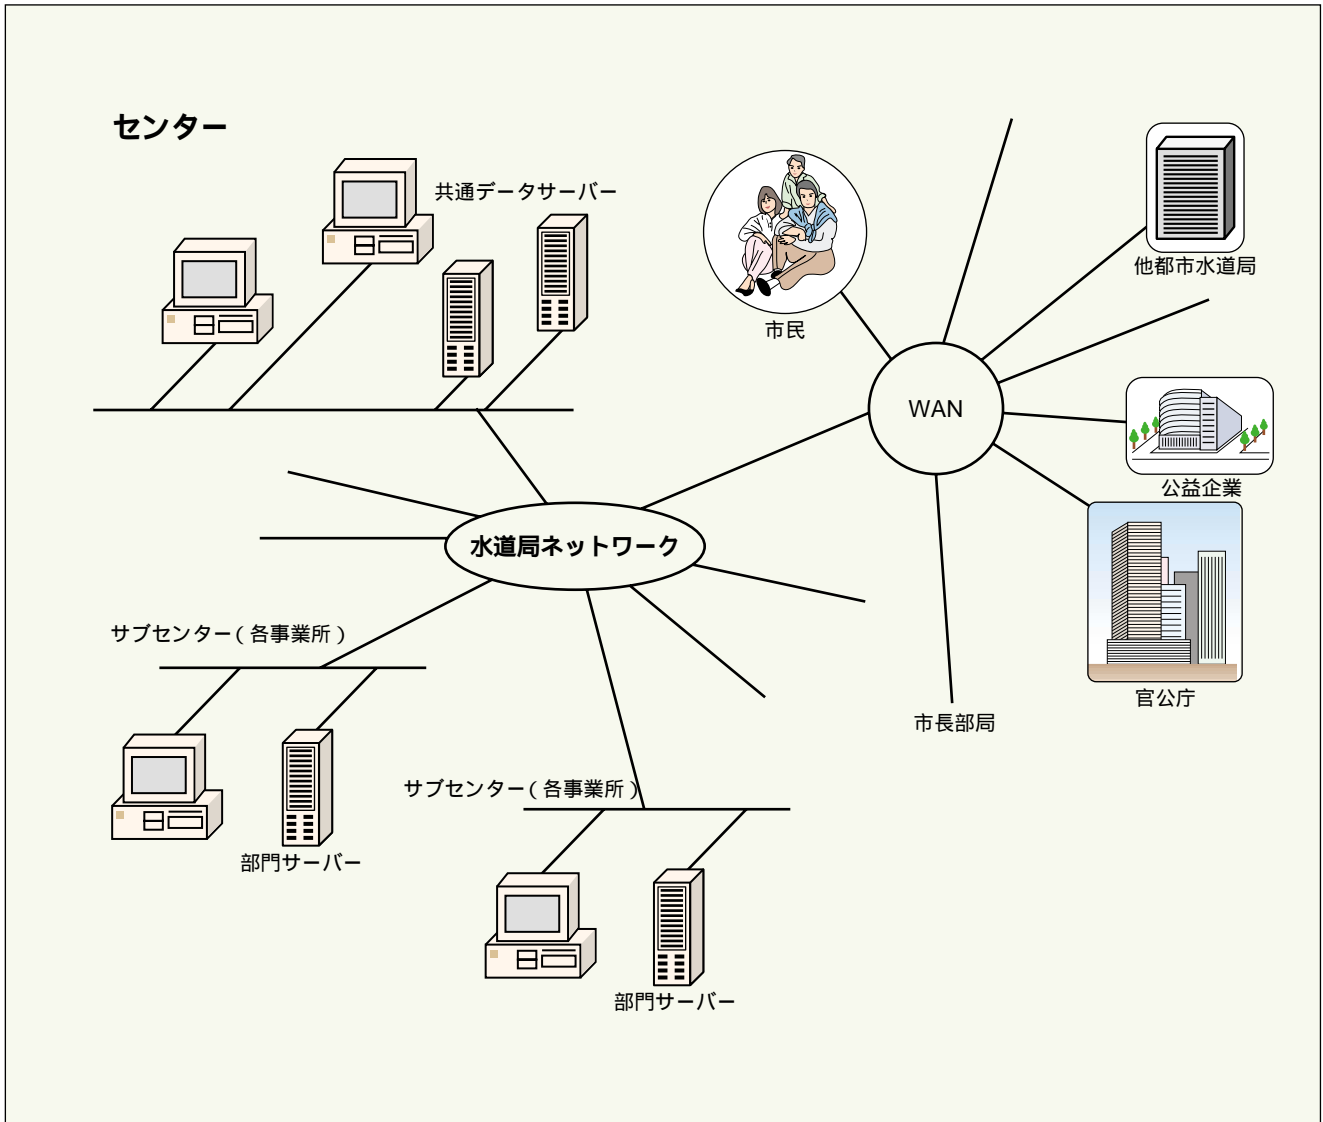 センター
共通データサーバー
市民
他都市水道局
WAN
公益企業
水道局ネットワーク
サブセンター(各事業所)
官公庁
市長部局
サブセンター(各事業所)
部門サーバー
部門サーバー